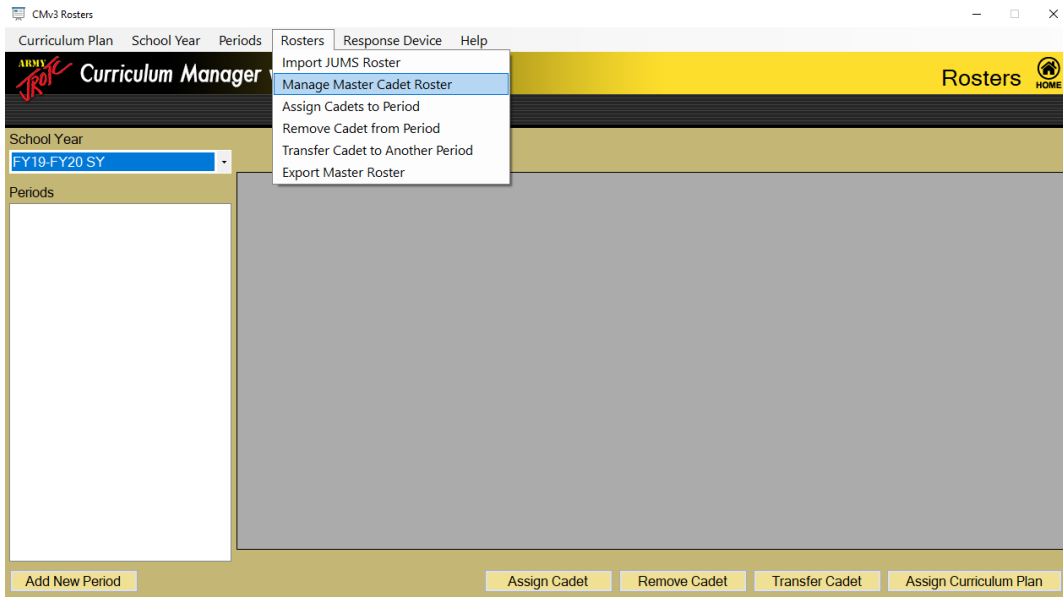 CMv3 Rosters
Curriculum Plan School Year Periods Rosters Response Device Help
ARMY JROTC Curriculum Manager
Rosters HOME
Import JUMS Roster
Manage Master Cadet Roster
Assign Cadets to Period
Remove Cadet from Period
Transfer Cadet to Another Period
Export Master Roster
School Year
FY19-FY20 SY
Periods
Add New Period Assign Cadet Remove Cadet Transfer Cadet Assign Curriculum Plan